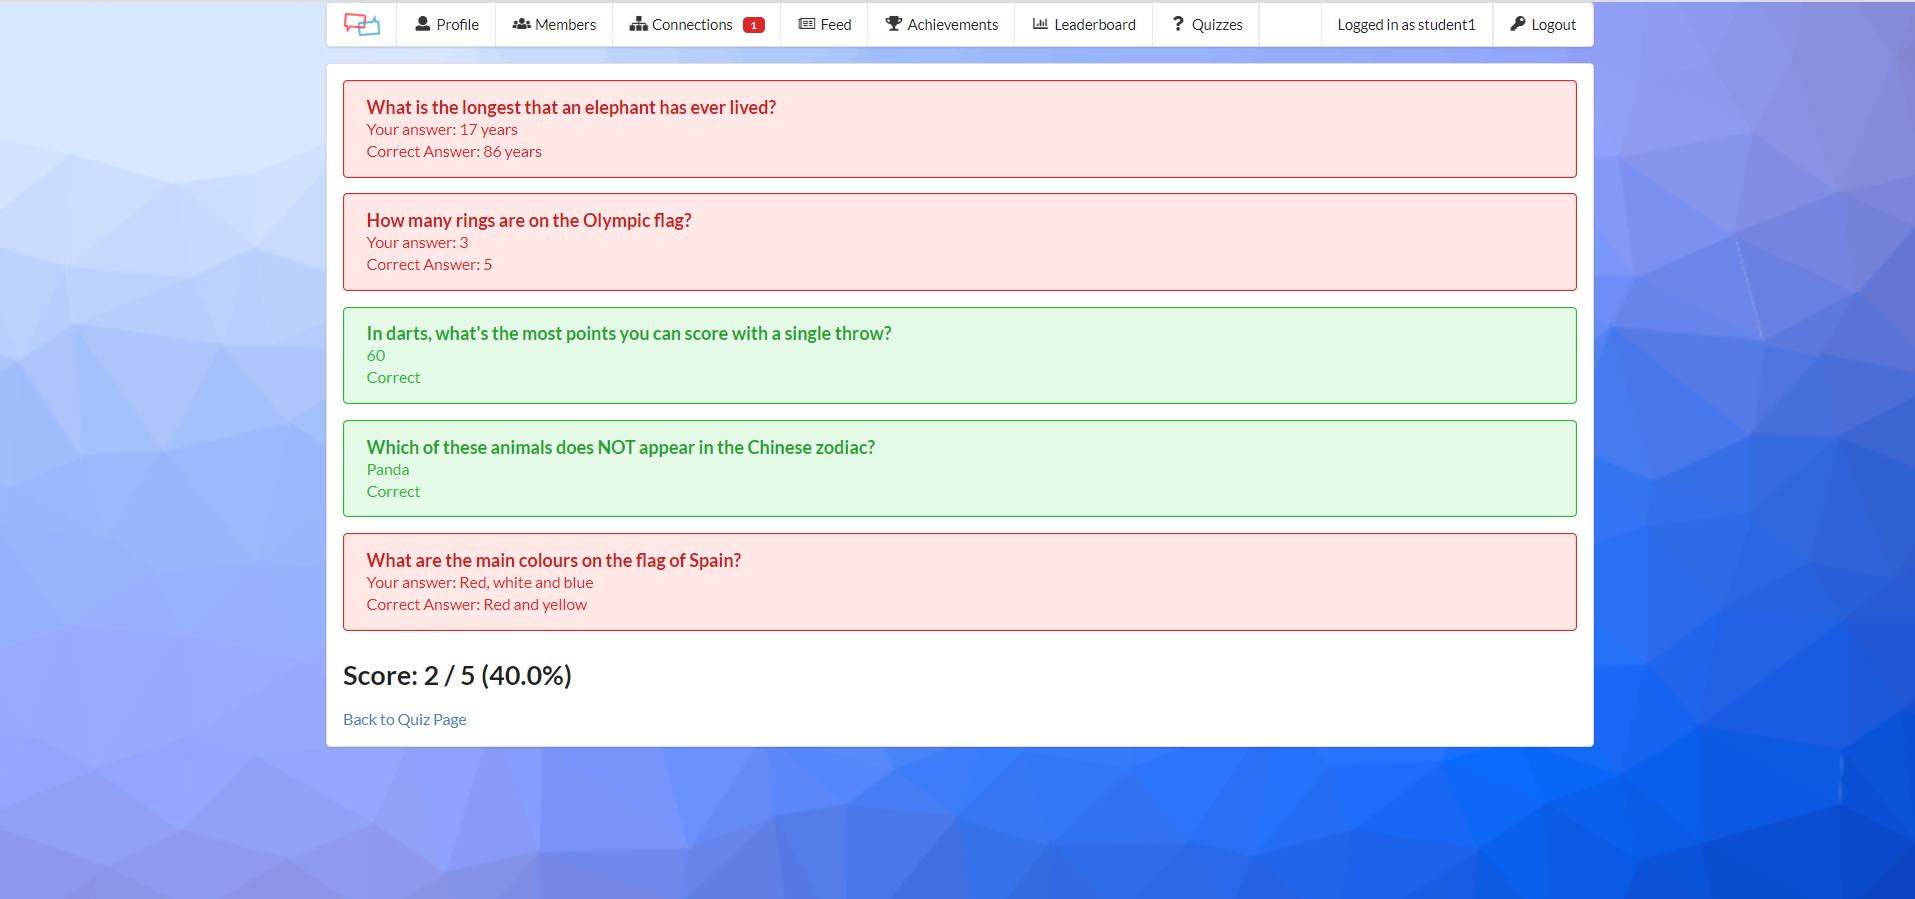 Profile Members Connections 1 Feed Achievements Leaderboard Quizzes Logged in as student1 Logout
What is the longest that an elephant has ever lived?
Your answer: 17 years
Correct Answer: 86 years
How many rings are on the Olympic flag?
Your answer: 3
Correct Answer: 5
In darts, what's the most points you can score with a single throw?
60
Correct
Which of these animals does NOT appear in the Chinese zodiac?
Panda
Correct
What are the main colours on the flag of Spain?
Your answer: Red, white and blue
Correct Answer: Red and yellow
Score: 2 / 5 (40.0%)
Back to Quiz Page